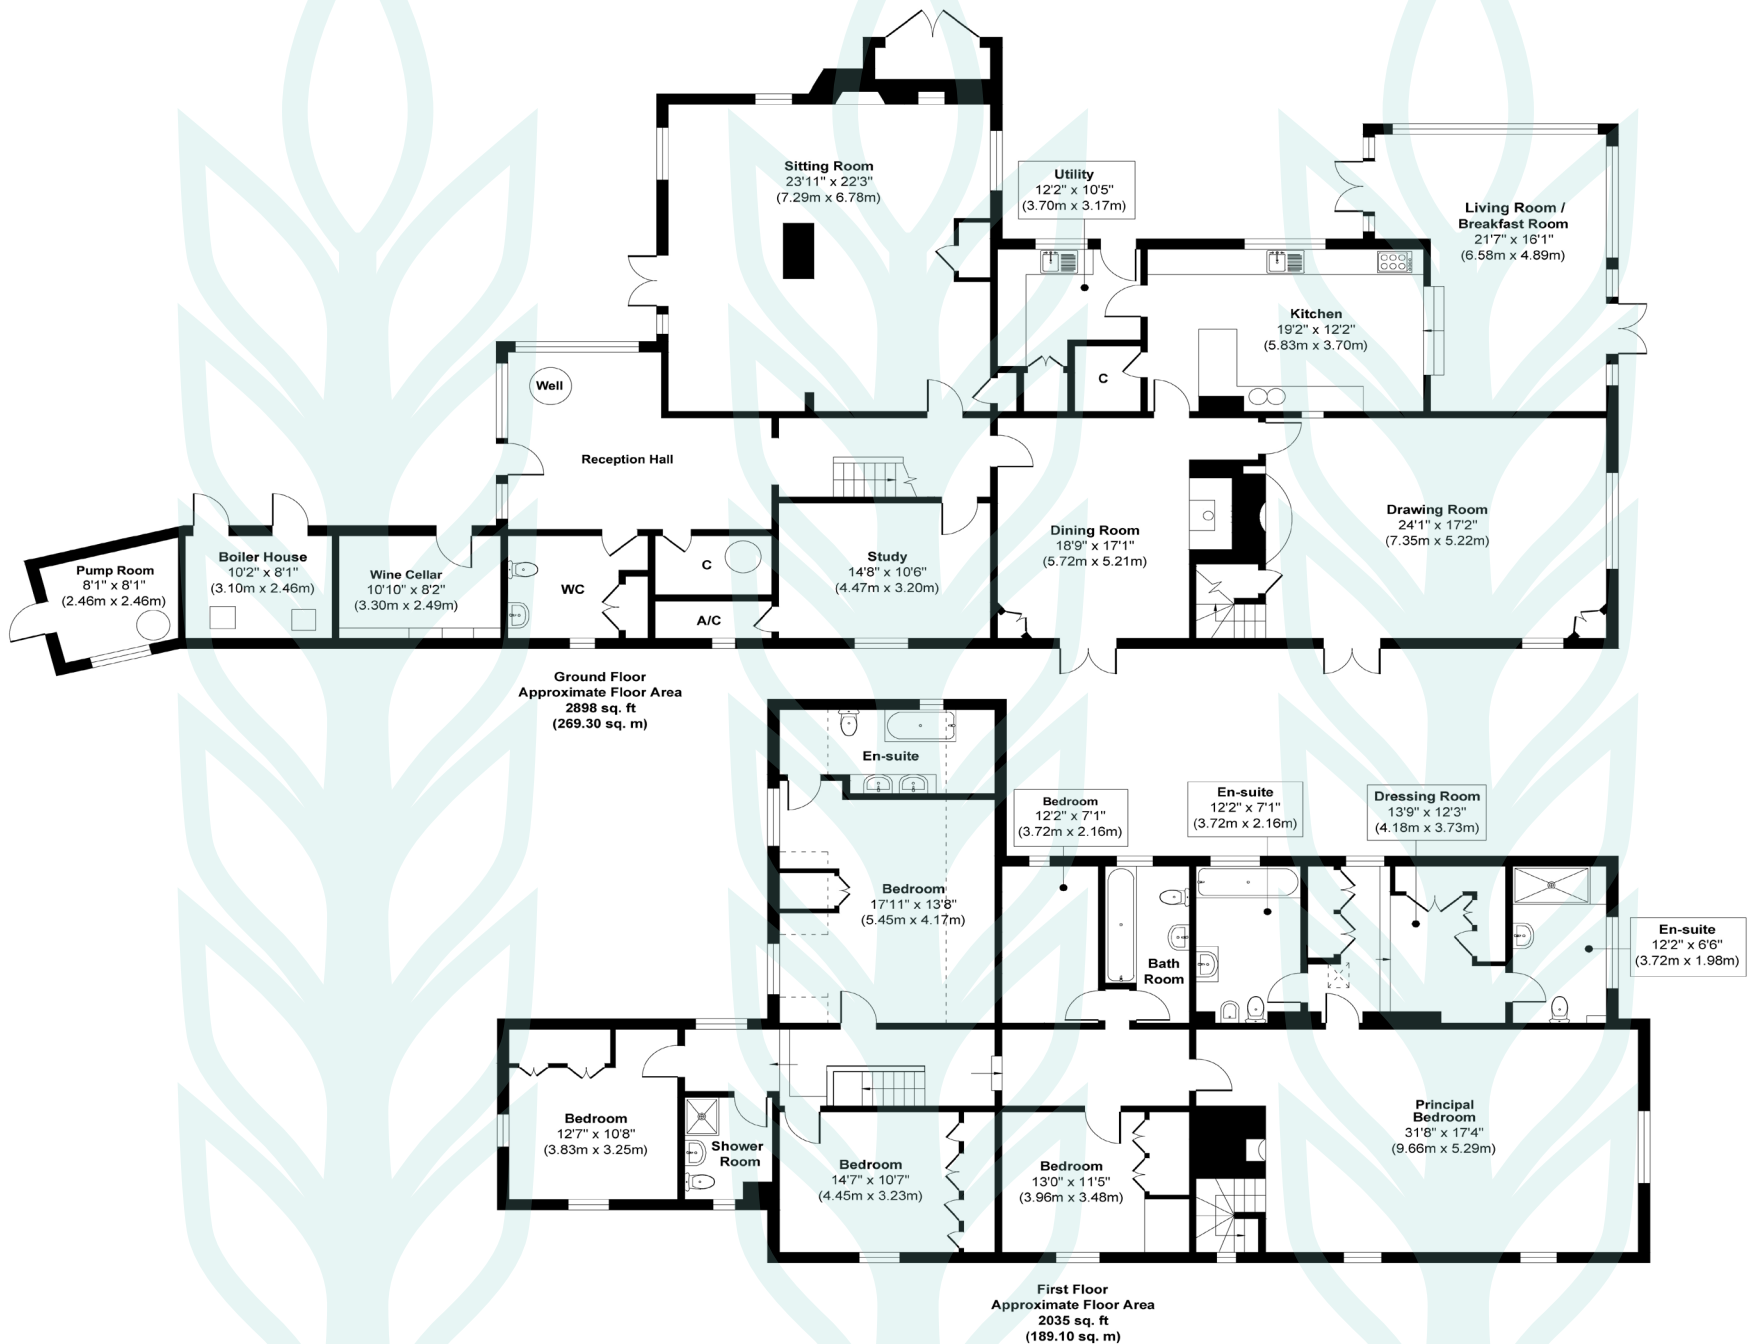 Sitting Room
23'11" x 22'3"
(7.29m x 6.78m)
Utility
12'2" x 10'5"
(3.70m x 3.17m)
Living Room /
Breakfast Room
21'7" x 16'1"
(6.58m x 4.89m)
Kitchen
19'2" x 12'2"
(5.83m x 3.70m)
C
Well
Reception Hall
Dining Room
18'9" x 17'1"
(5.72m x 5.21m)
Drawing Room
24'1" x 17'2"
(7.35m x 5.22m)
Pump Room
8'1" x 8'1"
(2.46m x 2.46m)
Boiler House
10'2" x 8'1"
(3.10m x 2.46m)
Wine Cellar
10'10" x 8'2"
(3.30m x 2.49m)
WC
C
A/C
Study
14'8" x 10'6"
(4.47m x 3.20m)
Ground Floor
Approximate Floor Area
2898 sq. ft
(269.30 sq. m)
En-suite
Bedroom
17'11" x 13'8"
(5.45m x 4.17m)
Bedroom
12'2" x 7'1"
(3.72m x 2.16m)
En-suite
12'2" x 7'1"
(3.72m x 2.16m)
Dressing Room
13'9" x 12'3"
(4.18m x 3.73m)
En-suite
12'2" x 6'6"
(3.72m x 1.98m)
Bath
Room
Bedroom
12'7" x 10'8"
(3.83m x 3.25m)
Shower
Room
Bedroom
14'7" x 10'7"
(4.45m x 3.23m)
Bedroom
13'0" x 11'5"
(3.96m x 3.48m)
Principal
Bedroom
31'8" x 17'4"
(9.66m x 5.29m)
First Floor
Approximate Floor Area
2035 sq. ft
(189.10 sq. m)